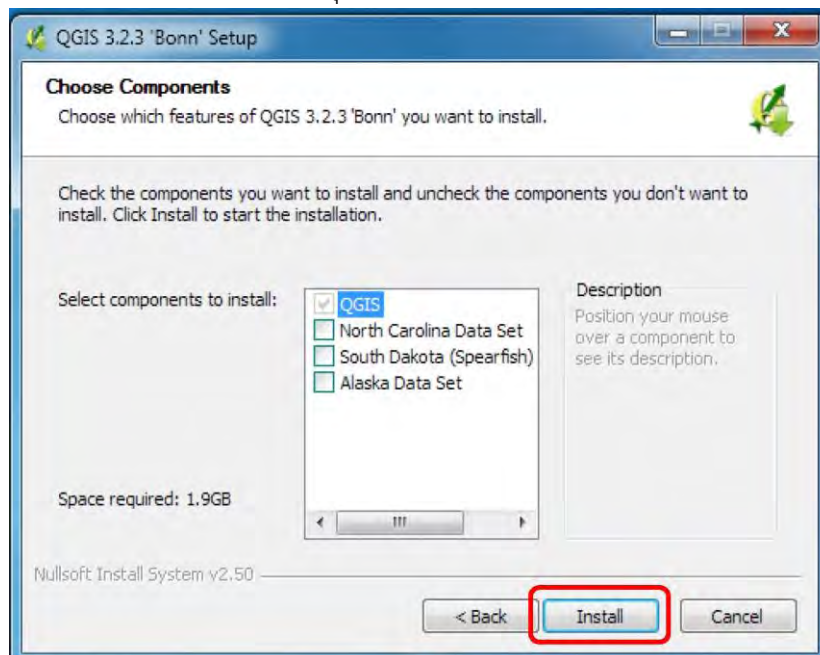 QGIS 3.2.3 'Bonn' Setup
Choose Components
Choose which features of QGIS 3.2.3 'Bonn' you want to install.
Check the components you want to install and uncheck the components you don't want to
install. Click Install to start the installation.
Select components to install:
QGIS
North Carolina Data Set
South Dakota (Spearfish)
Alaska Data Set
Description
Position your mouse
over a component to
see its description.
Space required: 1.9GB
Nullsoft Install System v2.50
< Back
Install
Cancel